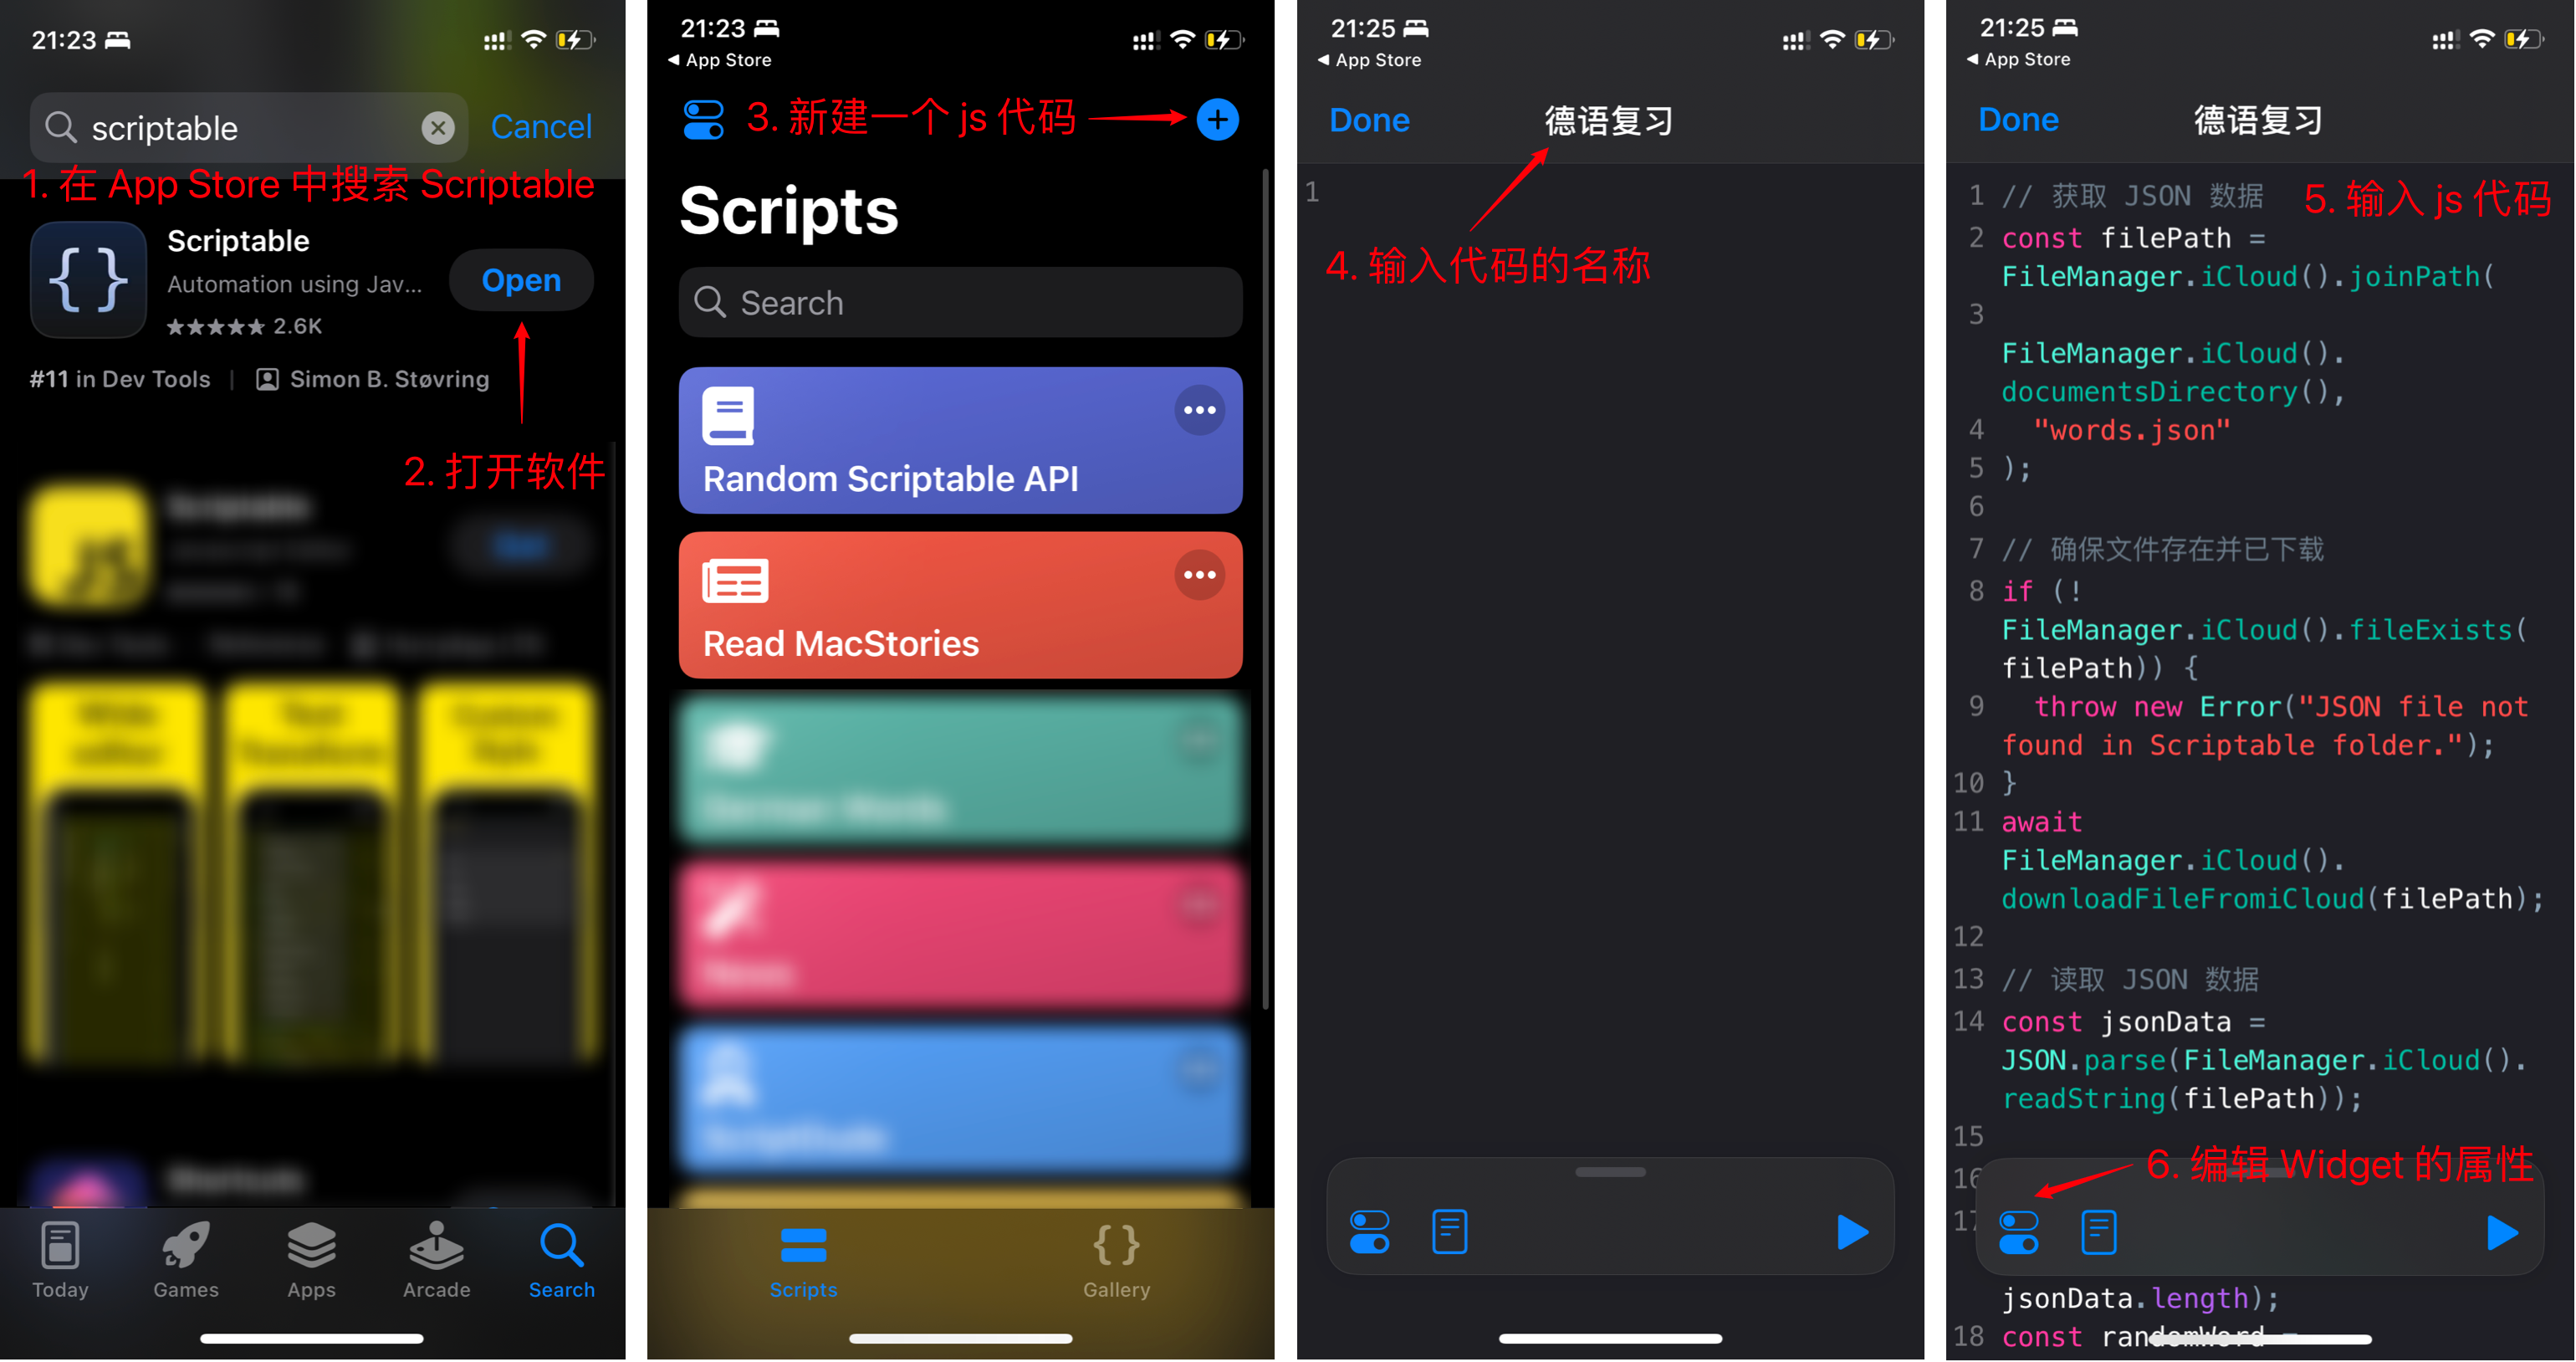 21:23
scriptable
Cancel
1. 在 App Store 中搜索 Scriptable
Scriptable
Automation using Jav...
2.6K
Open
#11 in Dev Tools
Simon B. Støvring
2. 打开软件
Today
Games
Apps
Arcade
Search
21:23
App Store
3. 新建一个 js 代码
Scripts
Search
Random Scriptable API
Read MacStories
Scripts
Gallery
21:25
App Store
Done
德语复习
1
4. 输入代码的名称
21:25
App Store
Done
德语复习
5. 输入 js 代码
1 // 获取 JSON 数据
2 const filePath =
FileManager.iCloud().joinPath(
3
FileManager.iCloud().
documentsDirectory(),
4 "words.json"
5 );
6
7 // 确保文件存在并已下载
8 if (!
FileManager.iCloud().fileExists(
filePath)) {
9 throw new Error("JSON file not
found in Scriptable folder.");
10 }
11 await
FileManager.iCloud().
downloadFileFromiCloud(filePath);
12
13 // 读取 JSON 数据
14 const jsonData =
JSON.parse(FileManager.iCloud().
readString(filePath));
15
6. 编辑 Widget 的属性
16
17
jsonData.length);
18 const randomWord =